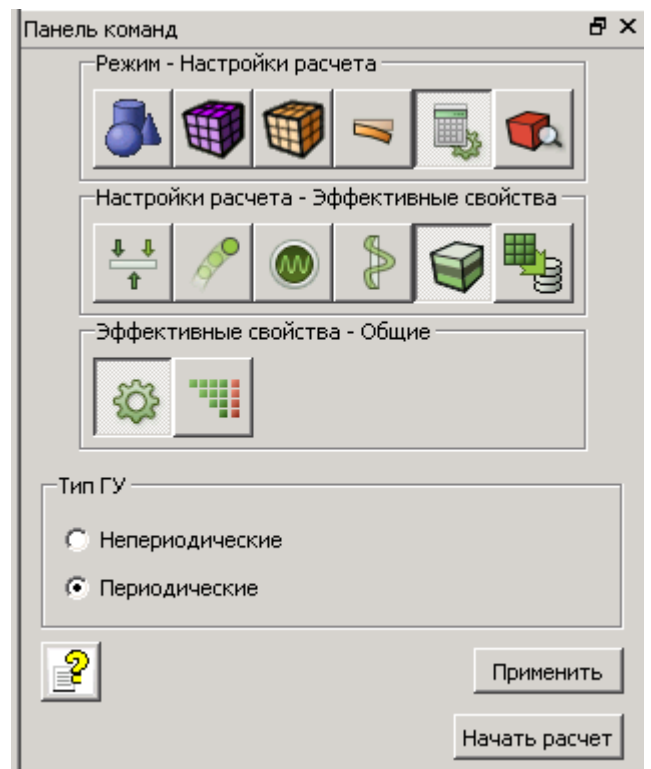 Панель команд
Режим - Настройки расчета
Настройки расчета - Эффективные свойства
Эффективные свойства - Общие
Тип ГУ
Непериодические
Периодические
Применить
Начать расчет